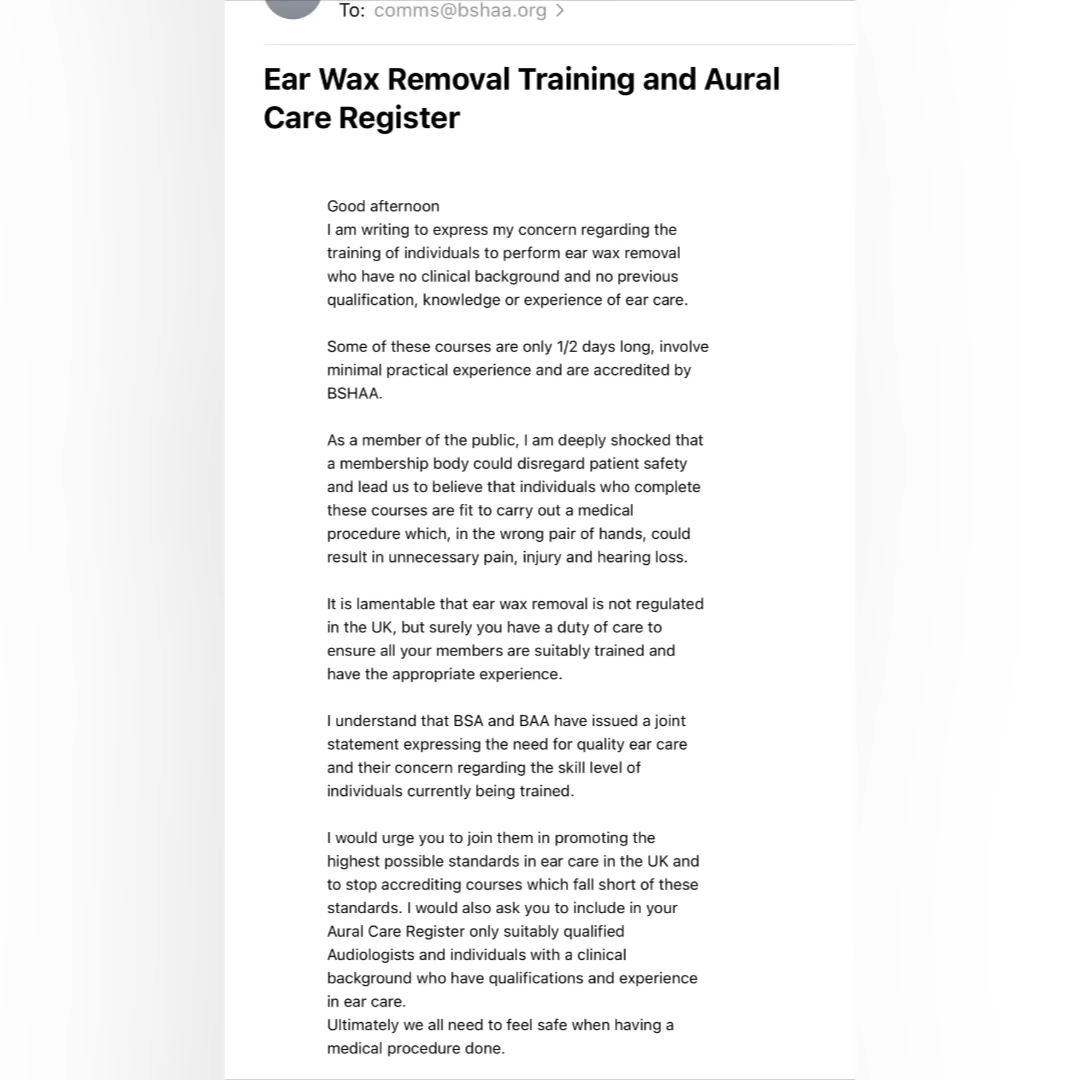 To: comms@bshaa.org >
Ear Wax Removal Training and Aural
Care Register
Good afternoon
I am writing to express my concern regarding the
training of individuals to perform ear wax removal
who have no clinical background and no previous
qualification, knowledge or experience of ear care.
Some of these courses are only 1/2 days long, involve
minimal practical experience and are accredited by
BSHAA.
As a member of the public, I am deeply shocked that
a membership body could disregard patient safety
and lead us to believe that individuals who complete
these courses are fit to carry out a medical
procedure which, in the wrong pair of hands, could
result in unnecessary pain, injury and hearing loss.
It is lamentable that ear wax removal is not regulated
in the UK, but surely you have a duty of care to
ensure all your members are suitably trained and
have the appropriate experience.
I understand that BSA and BAA have issued a joint
statement expressing the need for quality ear care
and their concern regarding the skill level of
individuals currently being trained.
I would urge you to join them in promoting the
highest possible standards in ear care in the UK and
to stop accrediting courses which fall short of these
standards. I would also ask you to include in your
Aural Care Register only suitably qualified
Audiologists and individuals with a clinical
background who have qualifications and experience
in ear care.
Ultimately we all need to feel safe when having a
medical procedure done.